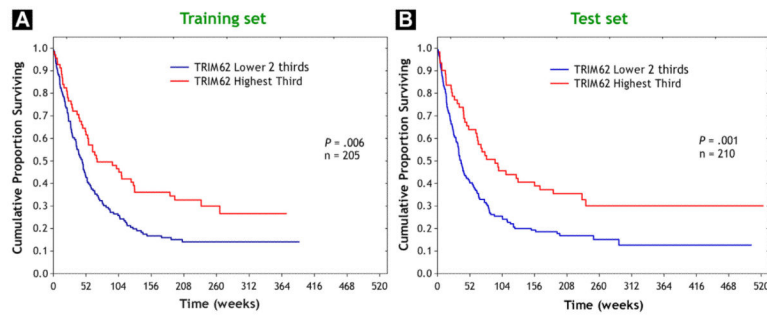 A
Training set
Cumulative Proportion Surviving
1.0
0.9
0.8
0.7
0.6
0.5
0.4
0.3
0.2
0.1
0.0
TRIM62 Lower 2 thirds
TRIM62 Highest Third
P = .006
n = 205
0 52 104 156 208 260 312 364 416 468 520
Time (weeks)
B
Test set
Cumulative Proportion Surviving
1.0
0.9
0.8
0.7
0.6
0.5
0.4
0.3
0.2
0.1
0.0
TRIM62 Lower 2 thirds
TRIM62 Highest Third
P = .001
n = 210
0 52 104 156 208 260 312 364 416 468 520
Time (weeks)